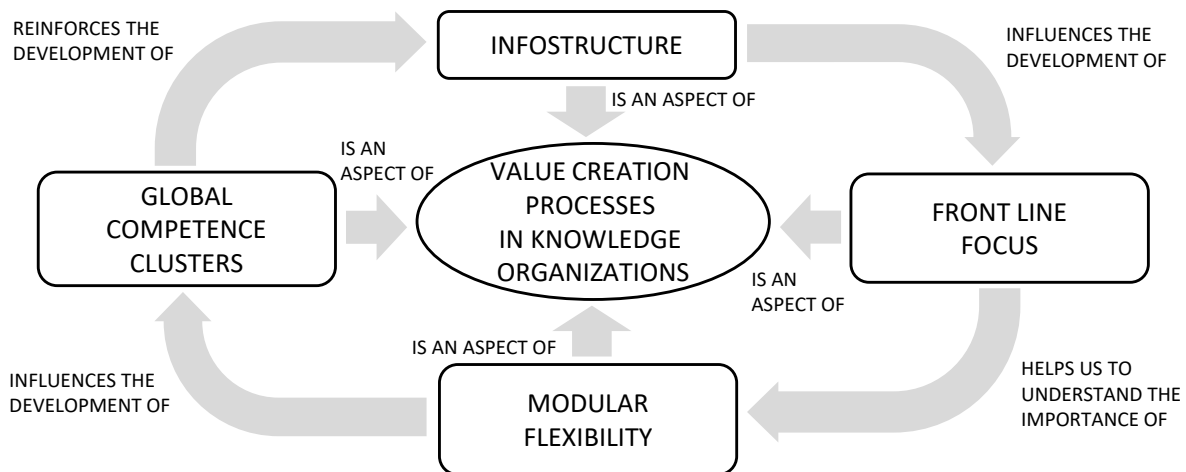 REINFORCES THE
DEVELOPMENT OF
INFOSTRUCTURE
INFLUENCES THE
DEVELOPMENT OF
IS AN ASPECT OF
IS AN
ASPECT OF
GLOBAL
COMPETENCE
CLUSTERS
VALUE CREATION
PROCESSES
IN KNOWLEDGE
ORGANIZATIONS
FRONT LINE
FOCUS
IS AN
ASPECT OF
IS AN ASPECT OF
INFLUENCES THE
DEVELOPMENT OF
MODULAR
FLEXIBILITY
HELPS US TO
UNDERSTAND THE
IMPORTANCE OF